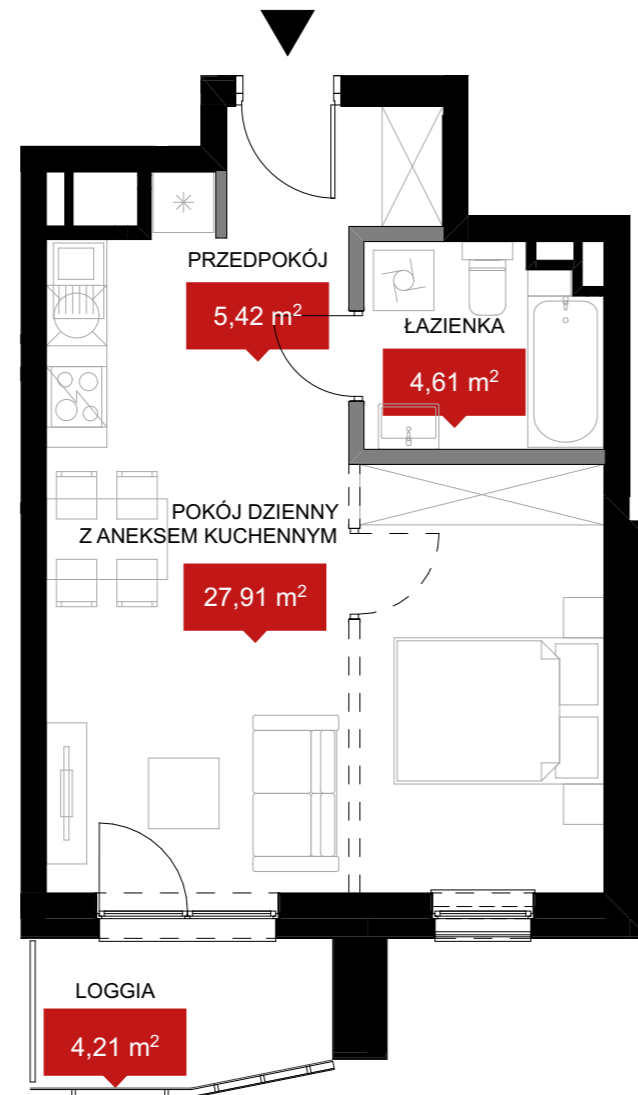 PRZEDPOKÓJ
5,42 m²
ŁAZIENKA
4,61 m²
POKÓJ DZIENNY
Z ANEKSEM KUCHENNYM
27,91 m²
LOGGIA
4,21 m²